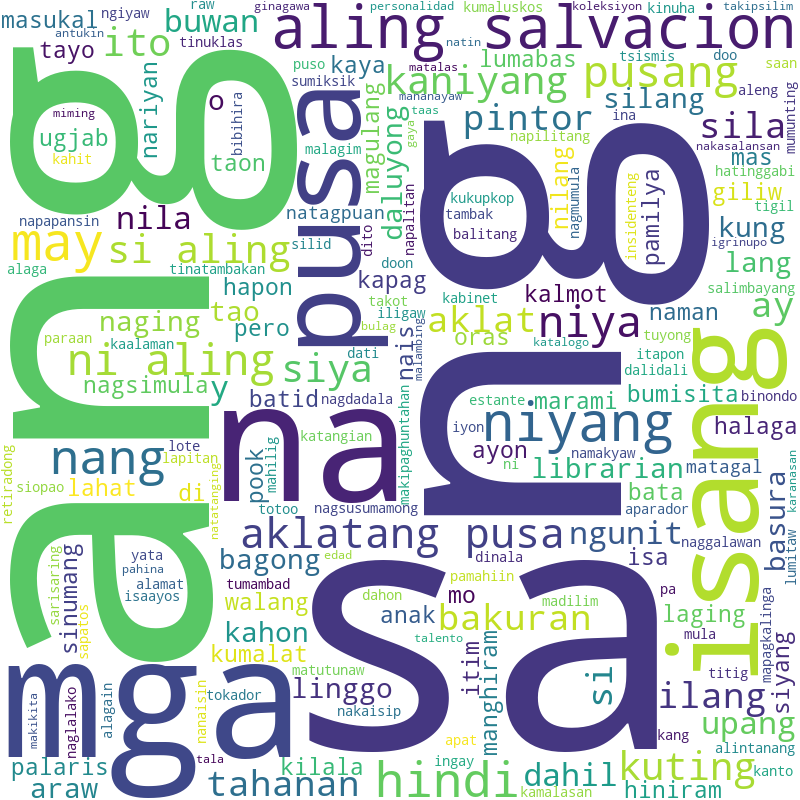 masukal ngiyaw buwan raw ginagawa personalidad kumaluskos koleksiyon kinuha takipsilim
antukin tinuklas aling salvacion
tayo ito puso kaya natin lumabas tsismis doo saan
matalas
ang o sumiksik kaniyang pusang
miming nariyan bibihira pusa magulang mananayaw silang aleng mumunting
ugjab taas pintor ina sila
kahit taon malagim daluyong gaya napilitang nakasalansan
ng nilang mas hatinggabi
napapansin nila natagpuan dito napalitan kukupkop nagmumula insidenteng pamilya giliw tigil
may si aling silid tambak kung
balitang igrinupo
alaga tinatambakan doon kapag lang
hapon takot iligaw kabinet kalmot salimbayang
naging tao bulag aklat niya naman ay
paraan kaalaman pero dati nais malambing oras tuyong
ni aling siya katalogo itapon
dalidali isang
nagsimula y nagdadala estante marami bumisita binondo
batid na iyon niyang halaga
nang lote katangian makipaghuntahan ayon namakyaw
retiradong lapitan pook mahilig ni librarian matagal
siopao lahat di natatanging bata karanasan
totoo nagsusumamong aparador basura
aklatang pusa ngunit naggalawan lumitaw
sinumang yata bagong edad dinala isa
sarisaring pahina alamat tumambad pamahiin pa
sapatos isaayos walang dahon sa mo madilim laging mapagkalinga
kahon anak bakuran mula
kumalat talento itim si siyang
mga matutunaw manghiram titig
makikita naglalako alagain nanaisin tokador linggo ilang
nakaisip apat kang upang
palaris tala kilala ingay alintanang
araw tahanan hindi dahil kuting kanto
kamalasan hiniram